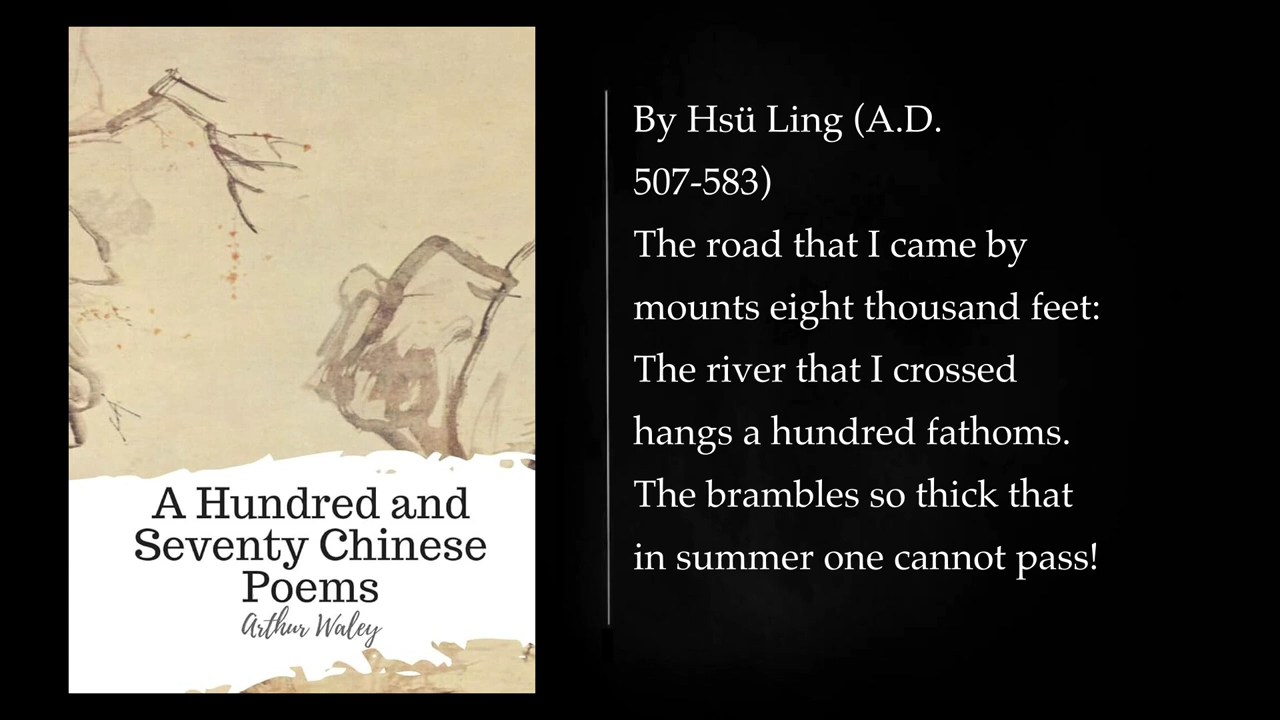 A Hundred and
Seventy Chinese
Poems
Arthur Waley
By Hsü Ling (A.D.
507-583)
The road that I came by
mounts eight thousand feet:
The river that I crossed
hangs a hundred fathoms.
The brambles so thick that
in summer one cannot pass!